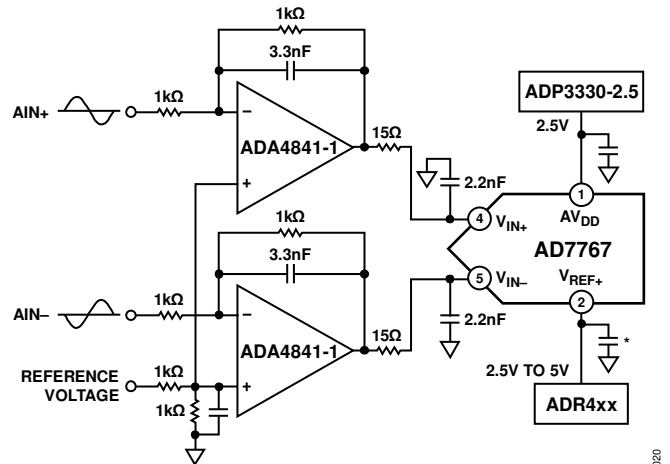 1kΩ
3.3nF
AIN+
1kΩ
−
ADA4841-1
+
15Ω
ADP3330-2.5
2.5V
2.2nF
1
AVDD
4
VIN+
AD7767
1kΩ
3.3nF
5
VIN−
VREF+
2
AIN−
1kΩ
−
ADA4841-1
+
15Ω
2.2nF
*
REFERENCE
VOLTAGE
1kΩ
1kΩ
2.5V TO 5V
ADR4xx
020